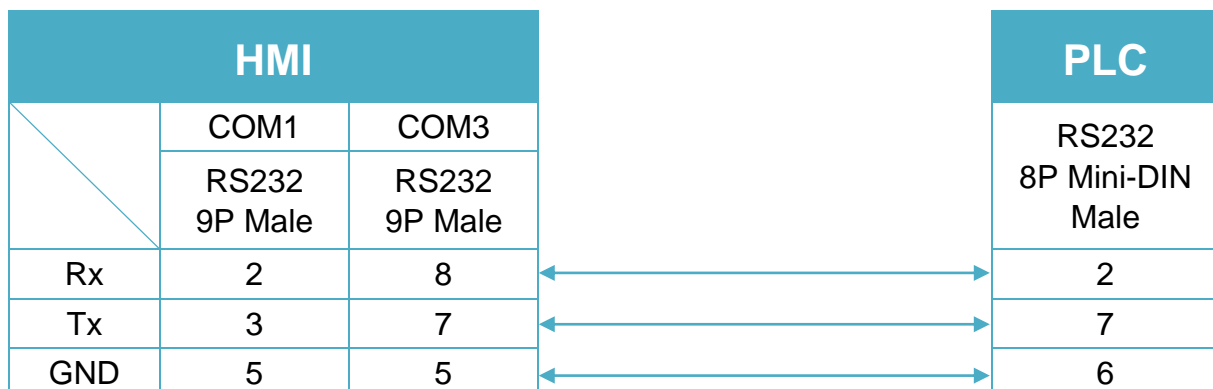 HMI PLC
COM1 COM3
RS232
8P Mini-DIN
Male
RS232
9P Male
RS232
9P Male
Rx 2 8 2
Tx 3 7 7
GND 5 5 6